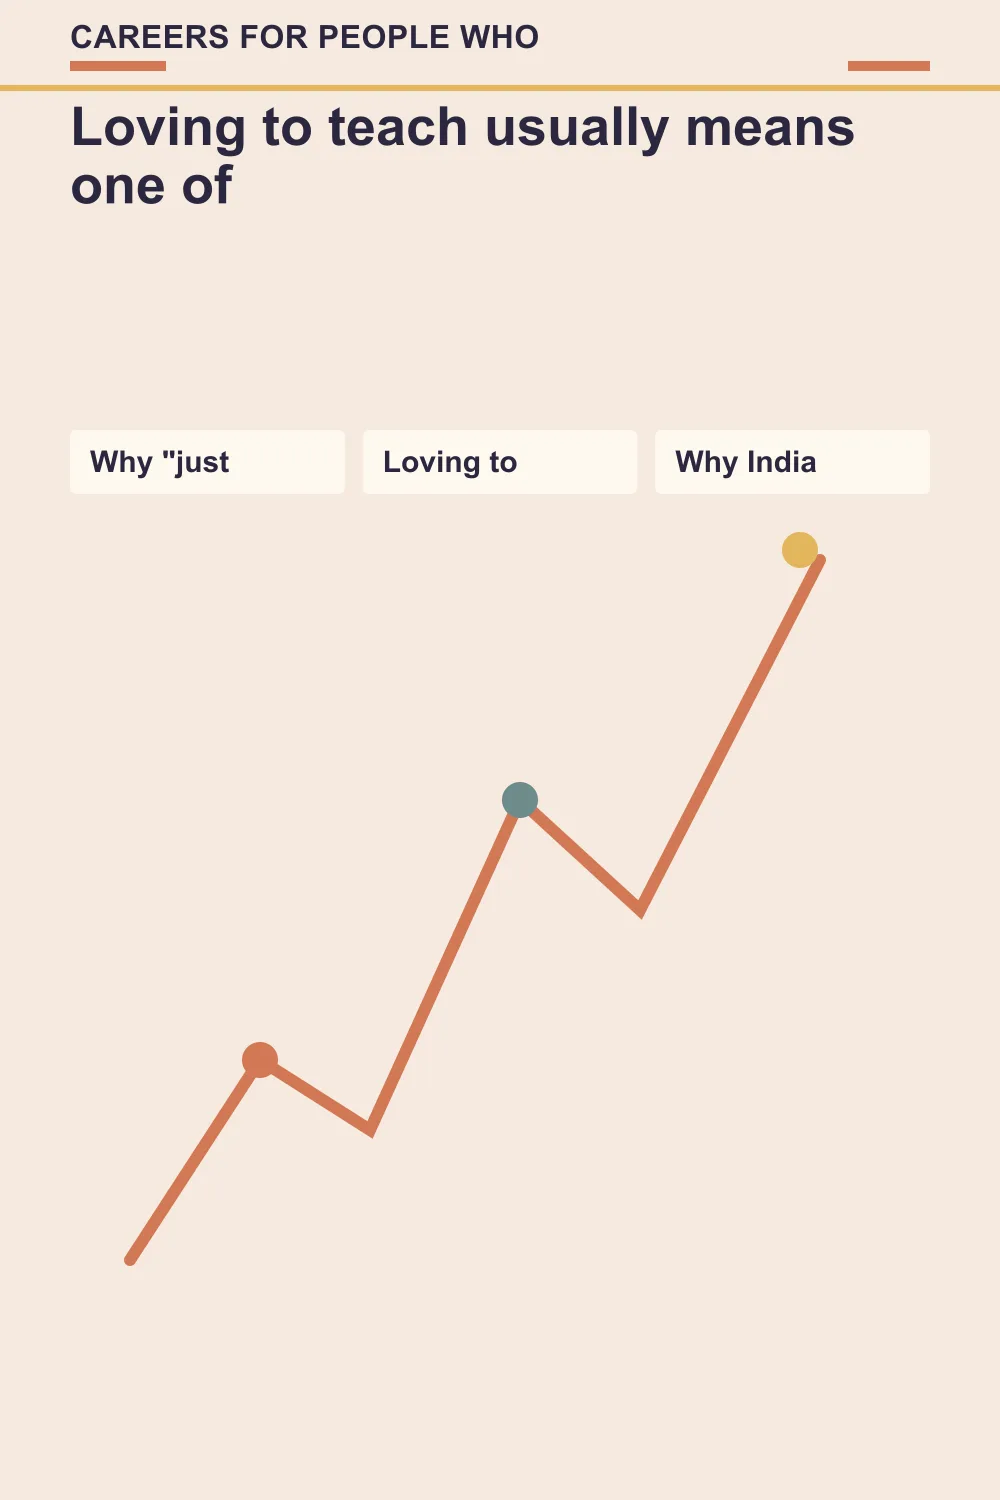 CAREERS FOR PEOPLE WHO
Loving to teach usually means
one of
Why "just
Loving to
Why India